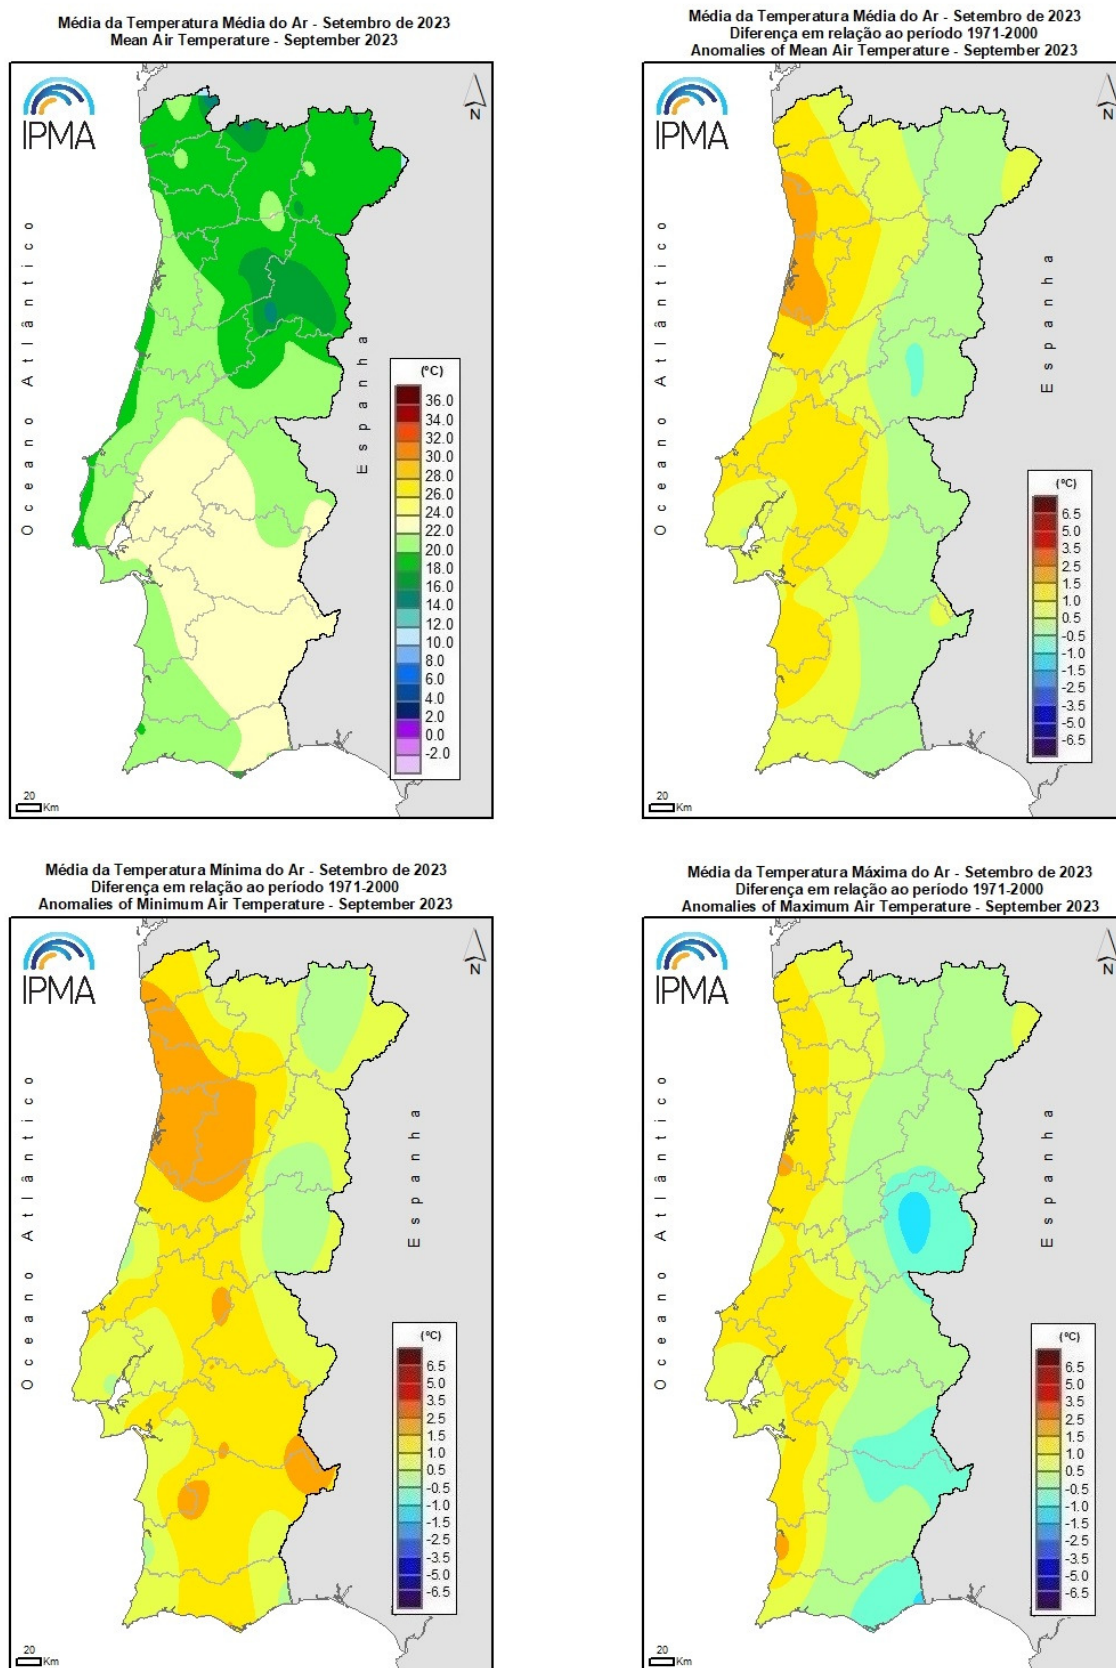 Média da Temperatura Média do Ar - Setembro de 2023
Mean Air Temperature - September 2023
IPMA
N
Oceano Atlântico
Espanha
(ºC)
36.0
34.0
32.0
30.0
28.0
26.0
24.0
22.0
20.0
18.0
16.0
14.0
12.0
10.0
8.0
6.0
4.0
2.0
0.0
-2.0
20
Km
Média da Temperatura Média do Ar - Setembro de 2023
Diferença em relação ao período 1971-2000
Anomalies of Mean Air Temperature - September 2023
IPMA
N
Oceano Atlântico
Espanha
(ºC)
6.5
5.0
3.5
2.5
1.5
1.0
0.5
-0.5
-1.0
-2.5
-3.5
-5.0
-6.5
20
Km
Média da Temperatura Mínima do Ar - Setembro de 2023
Diferença em relação ao período 1971-2000
Anomalies of Minimum Air Temperature - September 2023
IPMA
N
Oceano Atlântico
Espanha
(ºC)
6.5
5.0
3.5
2.5
1.5
1.0
0.5
-0.5
-1.0
-2.5
-3.5
-5.0
-6.5
20
Km
Média da Temperatura Máxima do Ar - Setembro de 2023
Diferença em relação ao período 1971-2000
Anomalies of Maximum Air Temperature - September 2023
IPMA
N
Oceano Atlântico
Espanha
(ºC)
6.5
5.0
3.5
2.5
1.5
1.0
0.5
-0.5
-1.0
-2.5
-3.5
-5.0
-6.5
20
Km